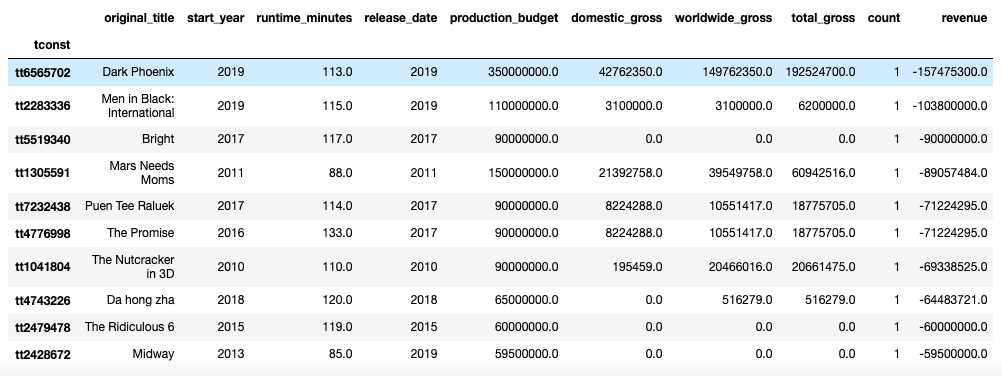 original_title start_year runtime_minutes release_date production_budget domestic_gross worldwide_gross total_gross count revenue
tconst
tt6565702 Dark Phoenix 2019 113.0 2019 350000000.0 42762350.0 149762350.0 192524700.0 1 -157475300.0
tt2283336 Men in Black: International 2019 115.0 2019 110000000.0 3100000.0 3100000.0 6200000.0 1 -103800000.0
tt5519340 Bright 2017 117.0 2017 90000000.0 0.0 0.0 0.0 1 -90000000.0
tt1305591 Mars Needs Moms 2011 88.0 2011 150000000.0 21392758.0 39549758.0 60942516.0 1 -89057484.0
tt7232438 Puen Tee Raluek 2017 114.0 2017 90000000.0 8224288.0 10551417.0 18775705.0 1 -71224295.0
tt4776998 The Promise 2016 133.0 2017 90000000.0 8224288.0 10551417.0 18775705.0 1 -71224295.0
tt1041804 The Nutcracker in 3D 2010 110.0 2010 90000000.0 195459.0 20466016.0 20661475.0 1 -69338525.0
tt4743226 Da hong zha 2018 120.0 2018 65000000.0 0.0 516279.0 516279.0 1 -64483721.0
tt2479478 The Ridiculous 6 2015 119.0 2015 60000000.0 0.0 0.0 0.0 1 -60000000.0
tt2428672 Midway 2013 85.0 2019 59500000.0 0.0 0.0 0.0 1 -59500000.0